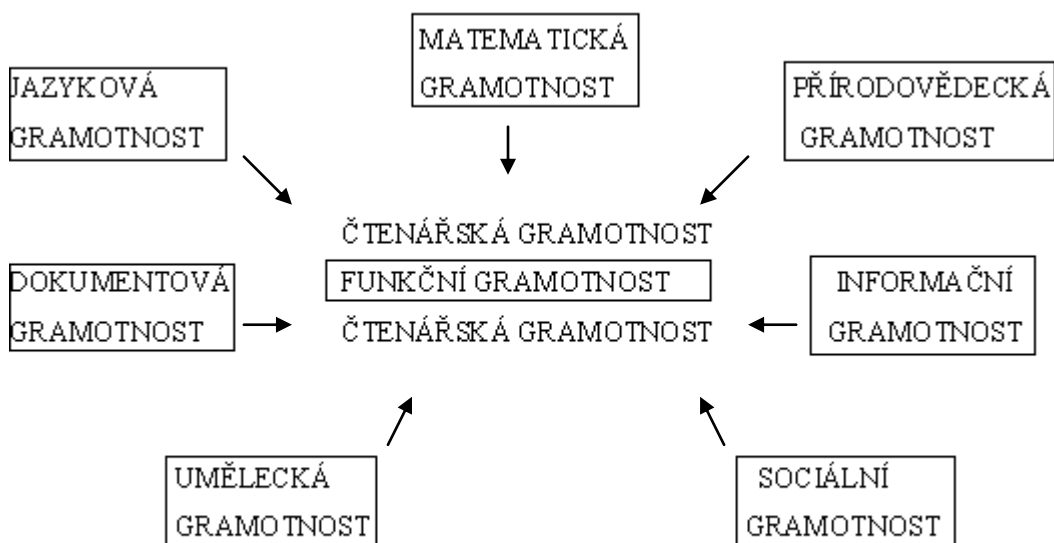 MATEMATICKÁ
GRAMOTNOST
JAZYKOVÁ
GRAMOTNOST
PŘÍRODOVĚDECKÁ
GRAMOTNOST
ČTENÁŘSKÁ GRAMOTNOST
FUNKČNÍ GRAMOTNOST
ČTENÁŘSKÁ GRAMOTNOST
DOKUMENTOVÁ
GRAMOTNOST
INFORMAČNÍ
GRAMOTNOST
UMĚLECKÁ
GRAMOTNOST
SOCIÁLNÍ
GRAMOTNOST